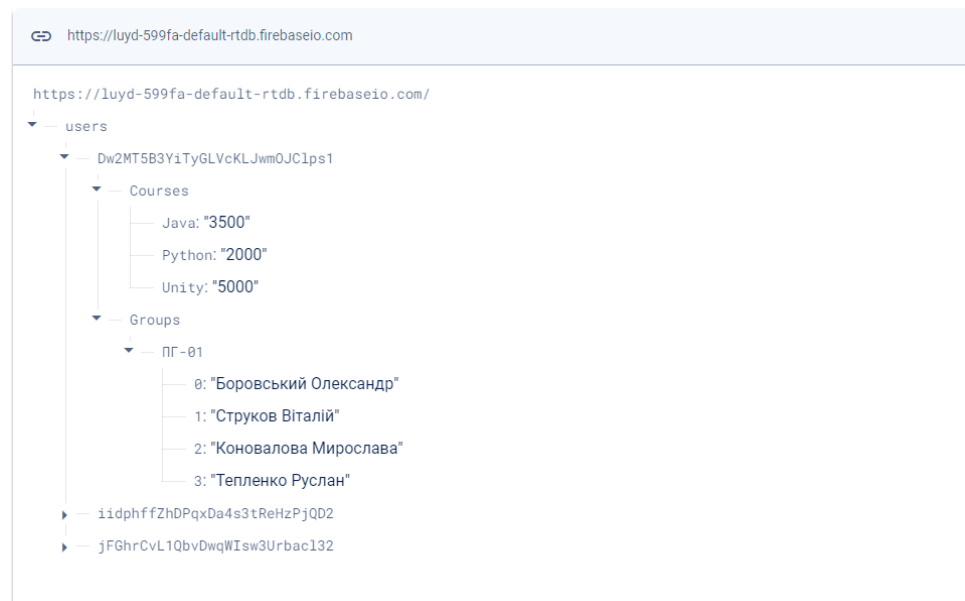 https://luyd-599fa-default-rtdb.firebaseio.com
https://luyd-599fa-default-rtdb.firebaseio.com/
users
Dw2MT5B3YiTyGLVcKLJwmOJClps1
Courses
Java: "3500"
Python: "2000"
Unity: "5000"
Groups
ПГ-01
0: "Боровський Олександр"
1: "Струков Віталій"
2: "Коновалова Мирослава"
3: "Тепленко Руслан"
iidphffZhDPqxDa4s3tReHzPjQD2
jFGhrCvL1QbvDwqWIsw3Urbacl32